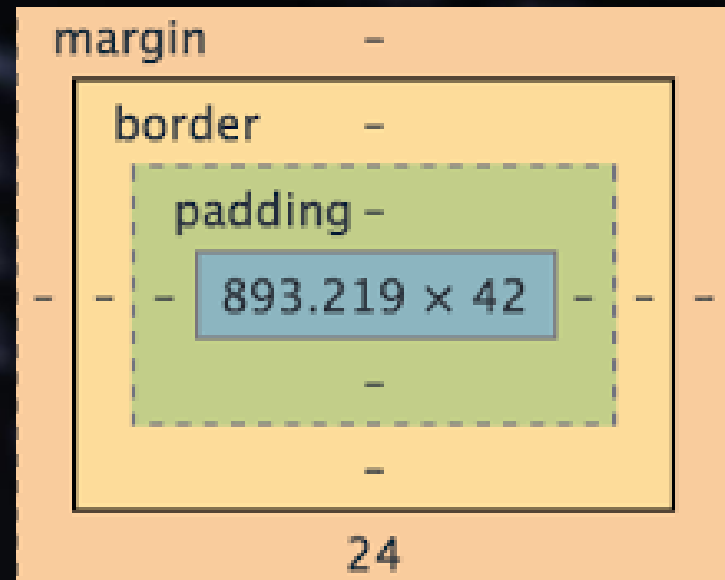 margin –
border –
padding –
– – – 893.219 × 42 – – –
–
–
24